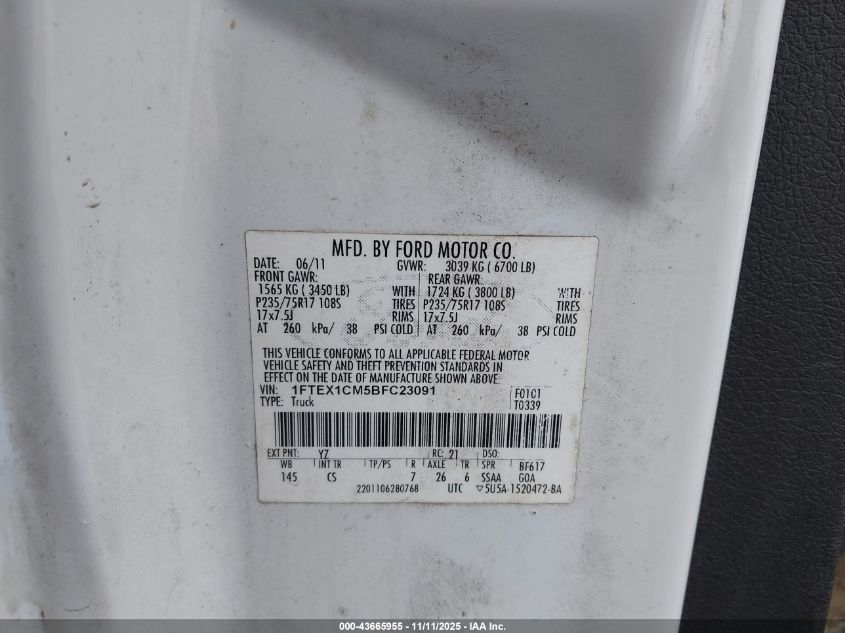 MFD. BY FORD MOTOR CO.
DATE: 06/11 GVWR: 3039 KG ( 6700 LB)
FRONT GAWR: REAR GAWR:
1565 KG ( 3450 LB) WITH 1724 KG ( 3800 LB) WITH
P235/75R17 108S TIRES P235/75R17 108S TIRES
17x7.5J RIMS 17x7.5J RIMS
AT 260 kPa/ 38 PSI COLD AT 260 kPa/ 38 PSI COLD
THIS VEHICLE CONFORMS TO ALL APPLICABLE FEDERAL MOTOR
VEHICLE SAFETY AND THEFT PREVENTION STANDARDS IN
EFFECT ON THE DATE OF MANUFACTURE SHOWN ABOVE.
VIN: 1FTEX1CM5BFC23091 F0101
TYPE: Truck T0339
EXT PNT: YZ RC: 21 DSO:
WB INT TR TP/PS R AXLE TR SPR BF617
145 CS 7 26 6 SSAA GOA
2201106280768 UTC ▽5U5A-1520472-BA
000-43665955 - 11/11/2025 - IAA Inc.